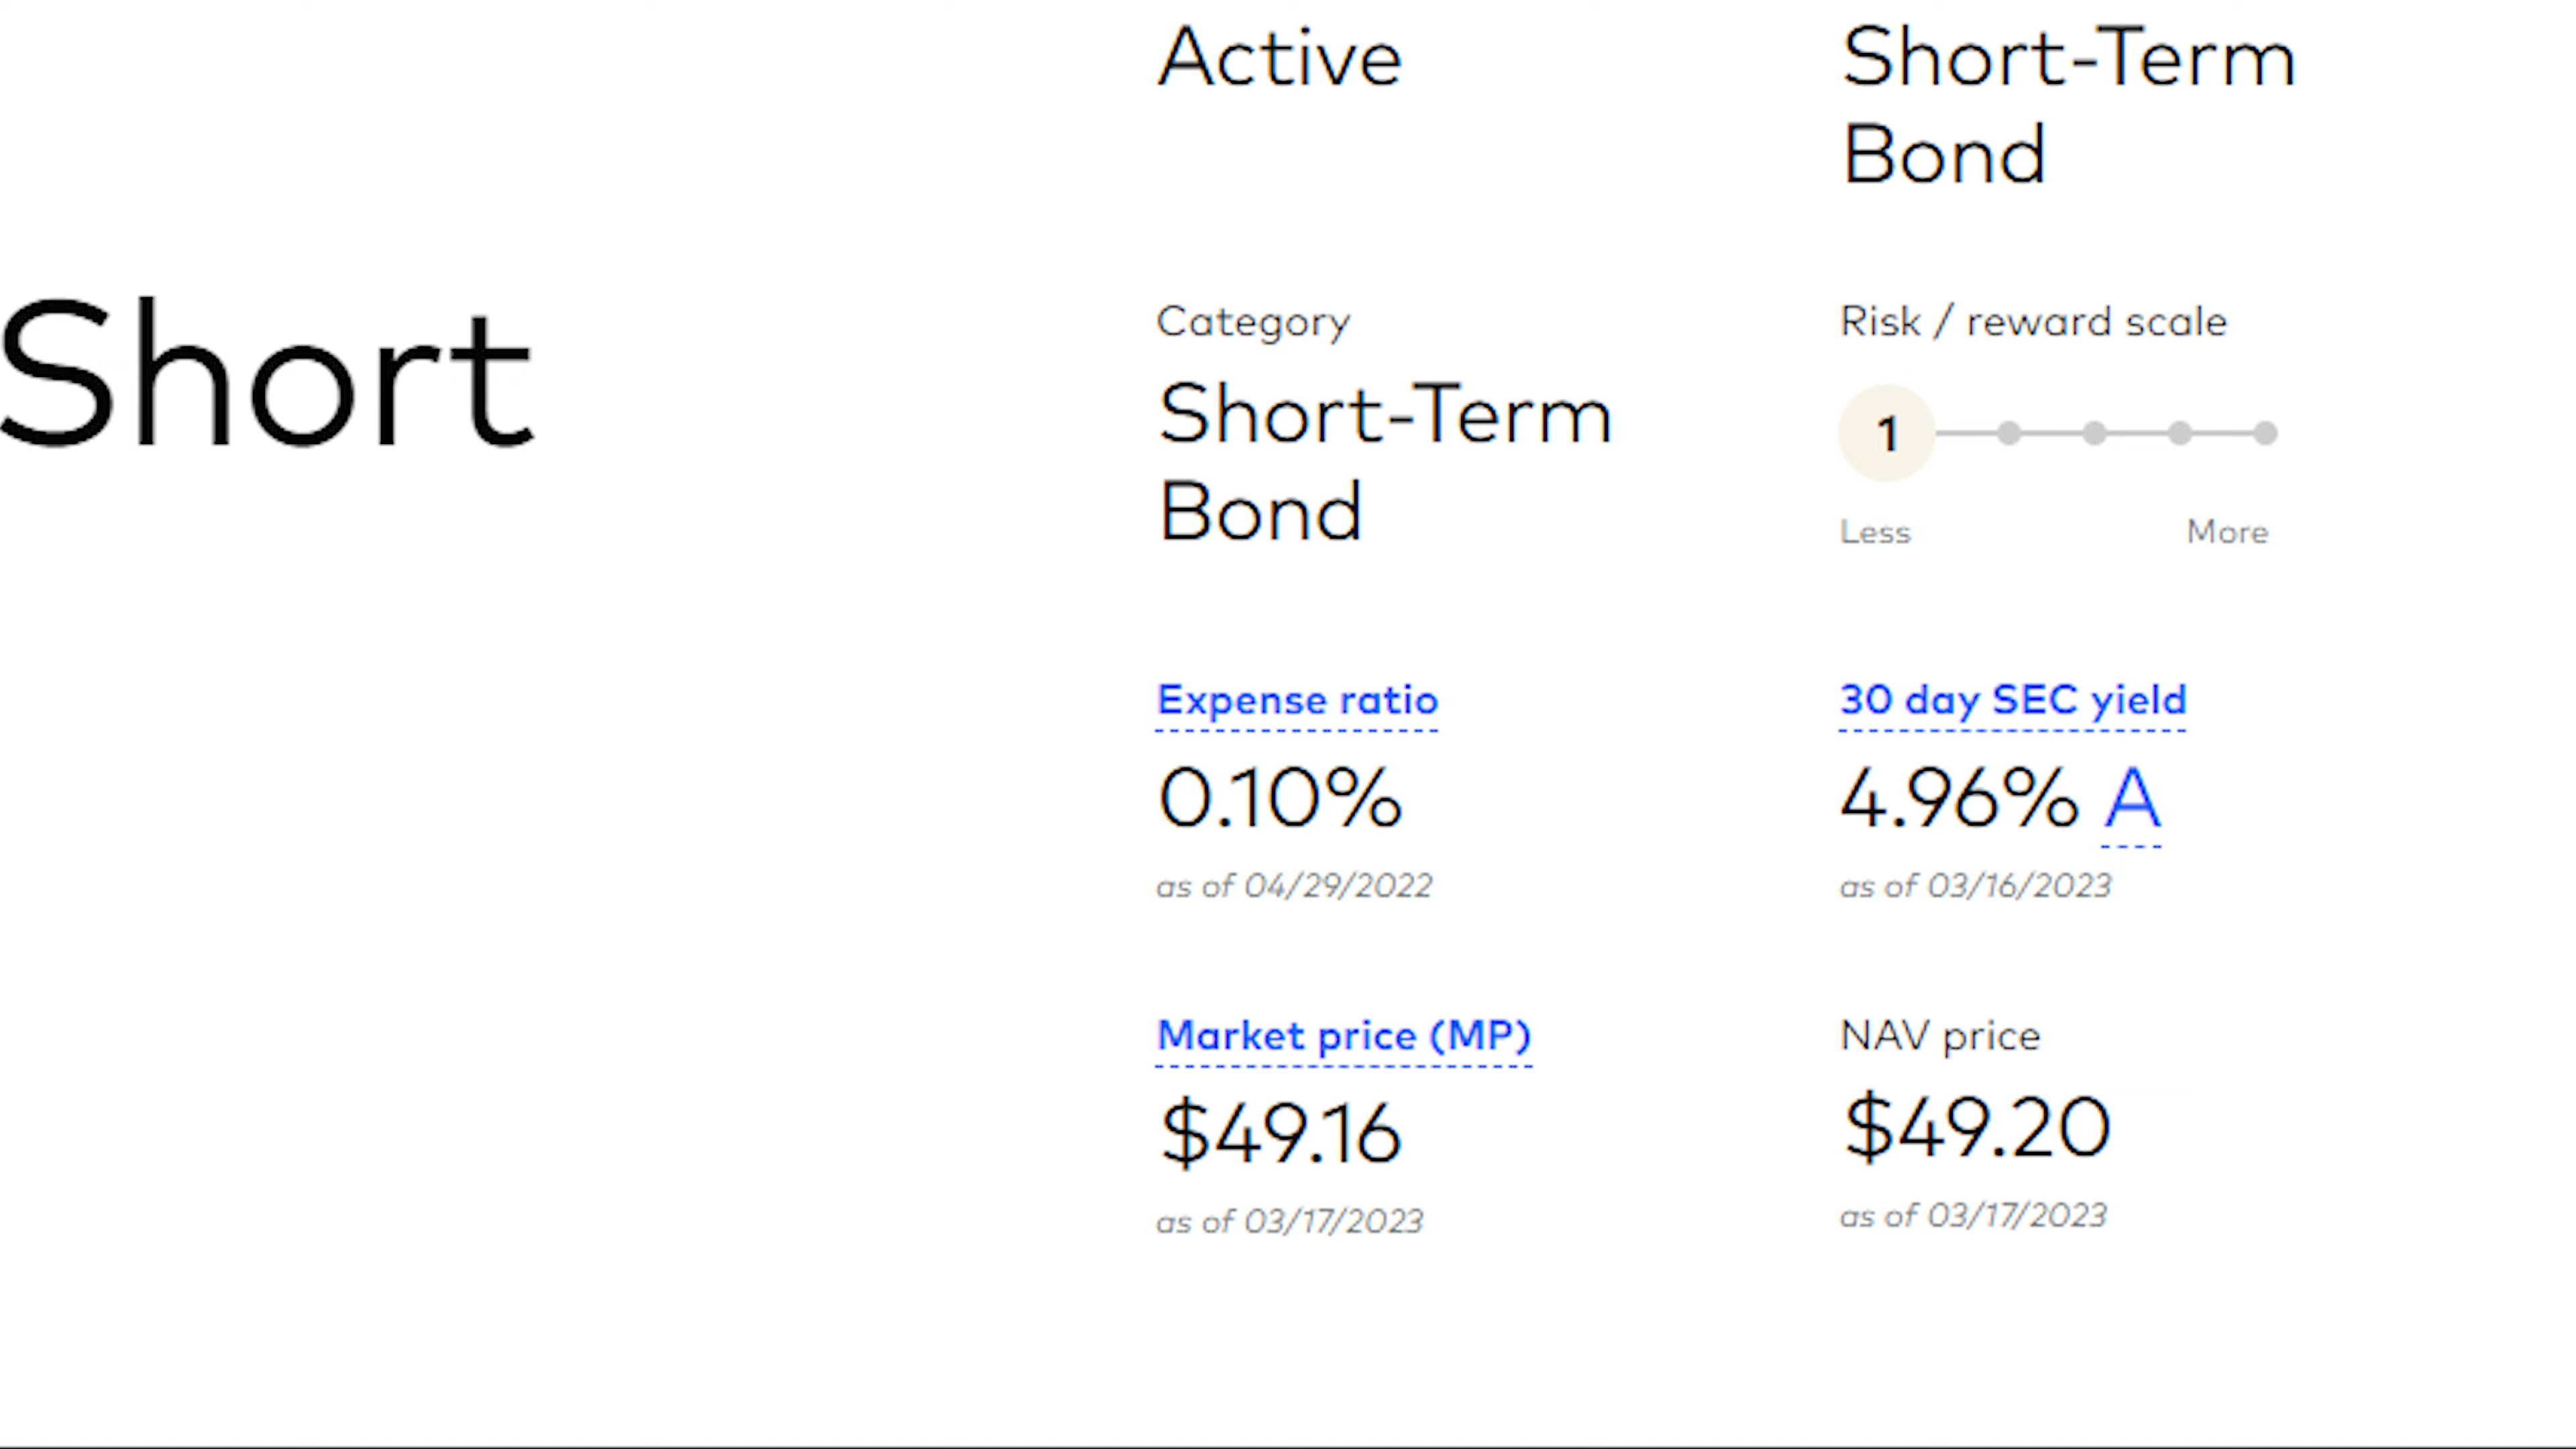 Active
Short-Term
Bond
Short
Category
Short-Term
Bond
Risk / reward scale
1
Less More
Expense ratio
0.10%
as of 04/29/2022
30 day SEC yield
4.96% A
as of 03/16/2023
Market price (MP)
$49.16
as of 03/17/2023
NAV price
$49.20
as of 03/17/2023